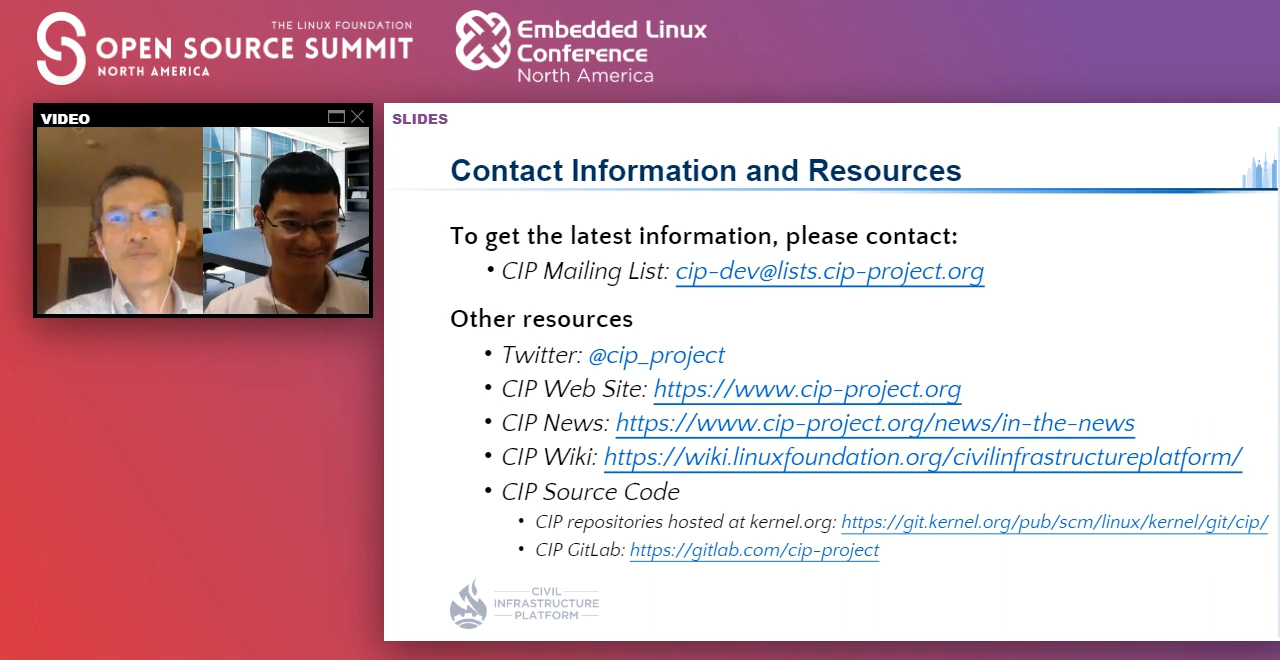 THE LINUX FOUNDATION
OPEN SOURCE SUMMIT
NORTH AMERICA
Embedded Linux
Conference
North America
VIDEO
SLIDES
Contact Information and Resources
To get the latest information, please contact:
• CIP Mailing List: cip-dev@lists.cip-project.org
Other resources
• Twitter: @cip_project
• CIP Web Site: https://www.cip-project.org
• CIP News: https://www.cip-project.org/news/in-the-news
• CIP Wiki: https://wiki.linuxfoundation.org/civilinfrastructureplatform/
• CIP Source Code
• CIP repositories hosted at kernel.org: https://git.kernel.org/pub/scm/linux/kernel/git/cip/
• CIP GitLab: https://gitlab.com/cip-project
CIVIL
INFRASTRUCTURE
PLATFORM